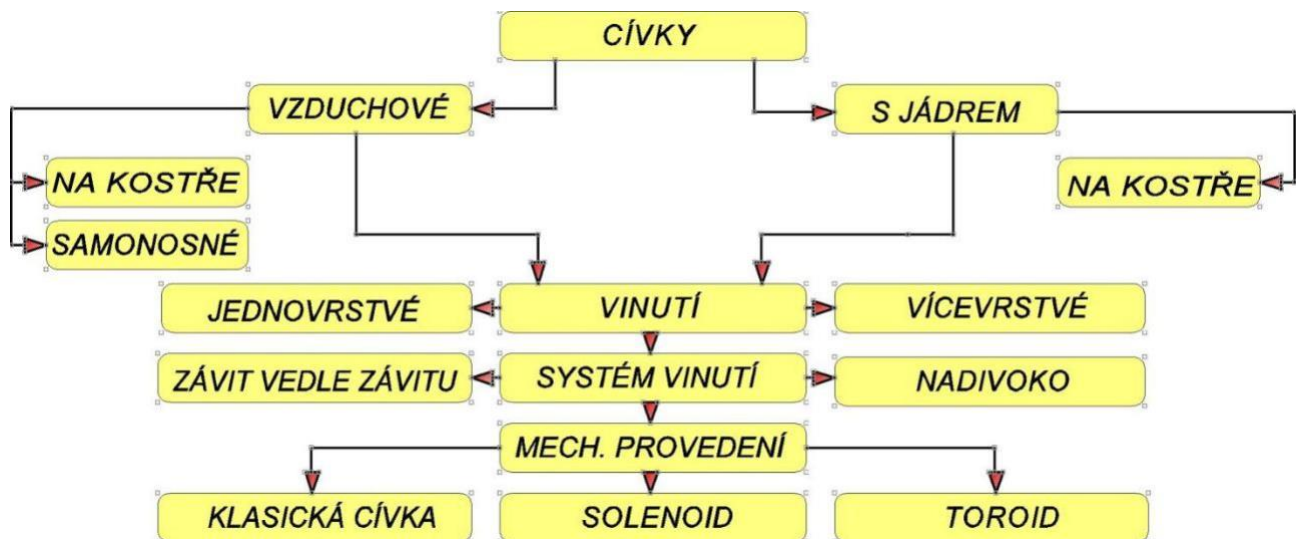 CÍVKY
VZDUCHOVÉ
S JÁDREM
NA KOSTŘE
NA KOSTŘE
SAMONOSNÉ
JEDNOVRSTVÉ
VINUTÍ
VÍCEVRSTVÉ
ZÁVIT VEDLE ZÁVITU
SYSTÉM VINUTÍ
NADIVOKO
MECH. PROVEDENÍ
KLASICKÁ CÍVKA
SOLENOID
TOROID